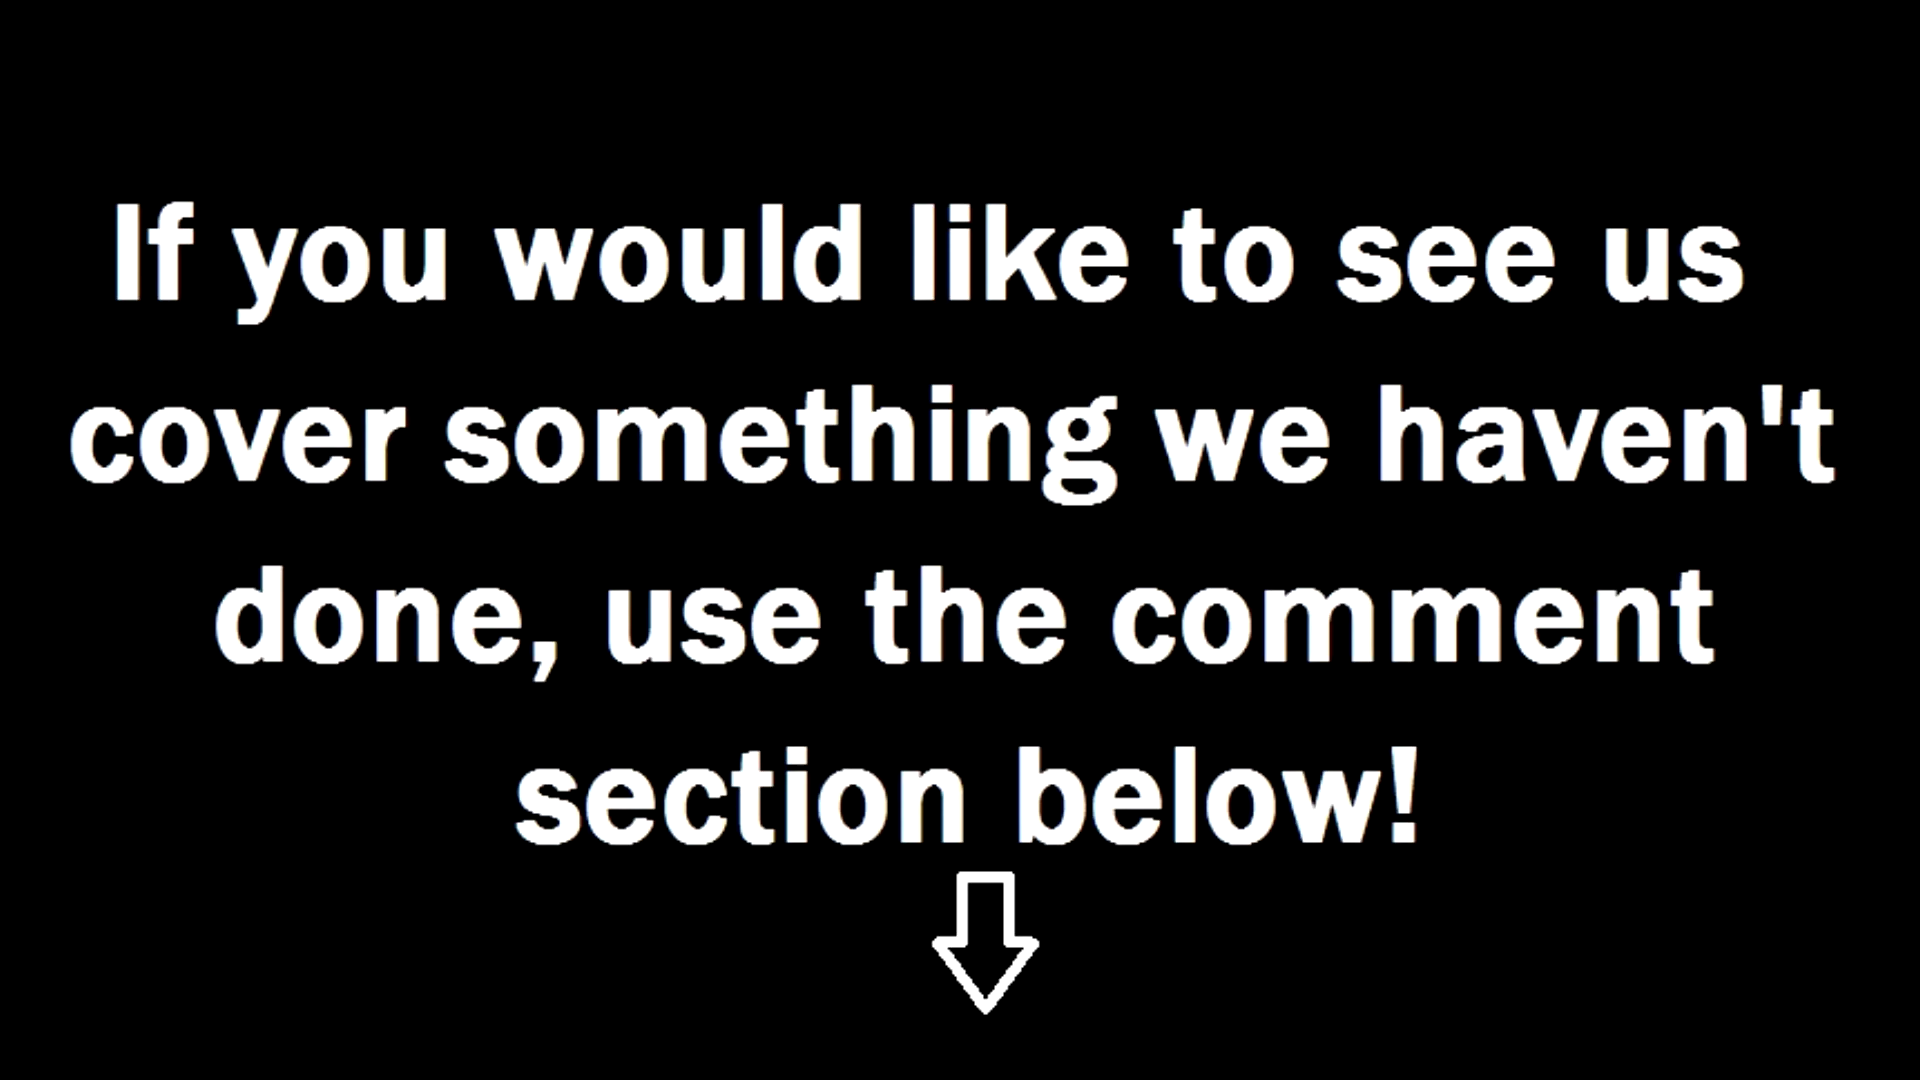 If you would like to see us
cover something we haven't
done, use the comment
section below!